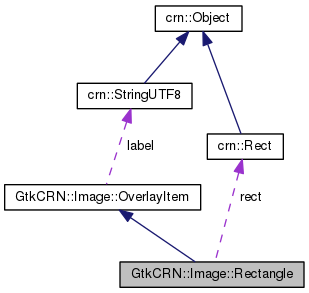 crn::Object
crn::StringUTF8
label
crn::Rect
GtkCRN::Image::OverlayItem
rect
GtkCRN::Image::Rectangle